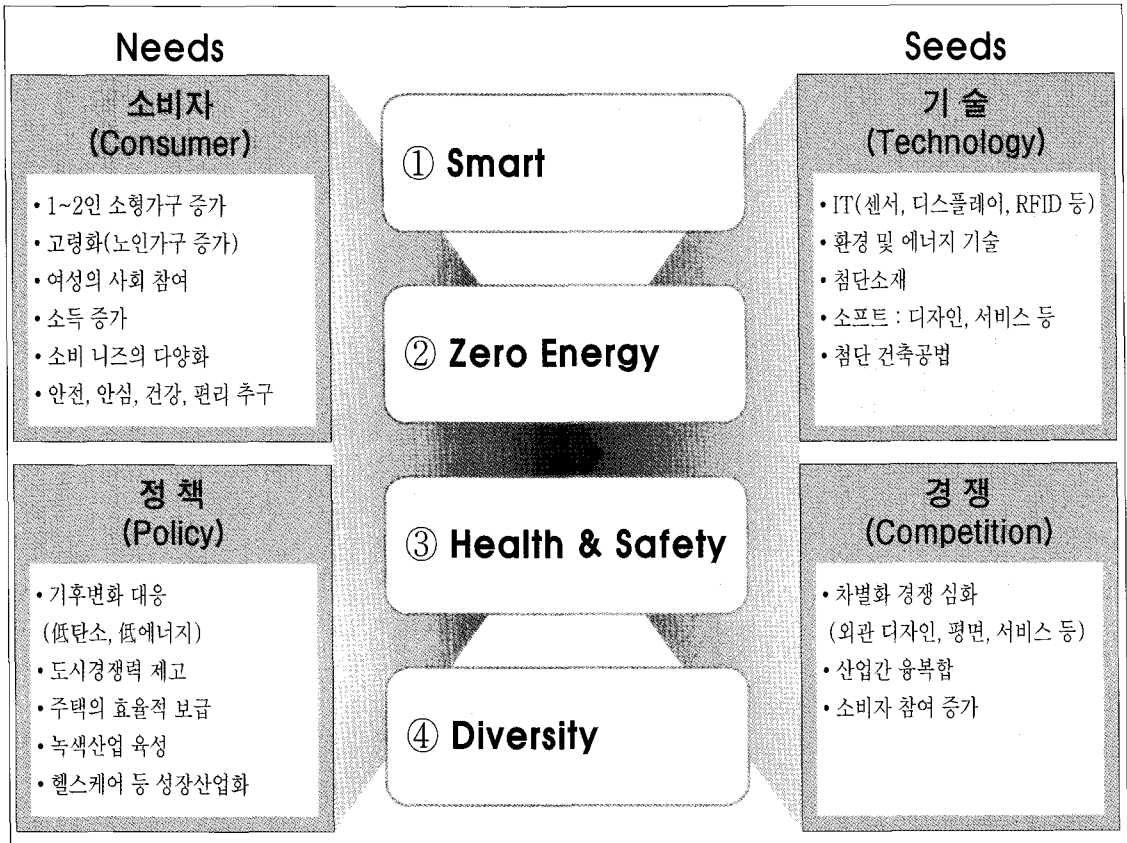 Needs
소비자
(Consumer)
• 1~2인 소형가구 증가
• 고령화(노인가구 증가)
• 여성의 사회 참여
• 소득 증가
• 소비 니즈의 다양화
• 안전, 안심, 건강, 편리 추구
정 책
(Policy)
• 기후변화 대응
(低탄소, 低에너지)
• 도시경쟁력 제고
• 주택의 효율적 보급
• 녹색산업 육성
• 헬스케어 등 성장산업화
① Smart
② Zero Energy
③ Health & Safety
④ Diversity
Seeds
기 술
(Technology)
• IT(센서, 디스플레이, RFID 등)
• 환경 및 에너지 기술
• 첨단소재
• 소프트 : 디자인, 서비스 등
• 첨단 건축공법
경 쟁
(Competition)
• 차별화 경쟁 심화
(외관 디자인, 평면, 서비스 등)
• 산업간 융복합
• 소비자 참여 증가